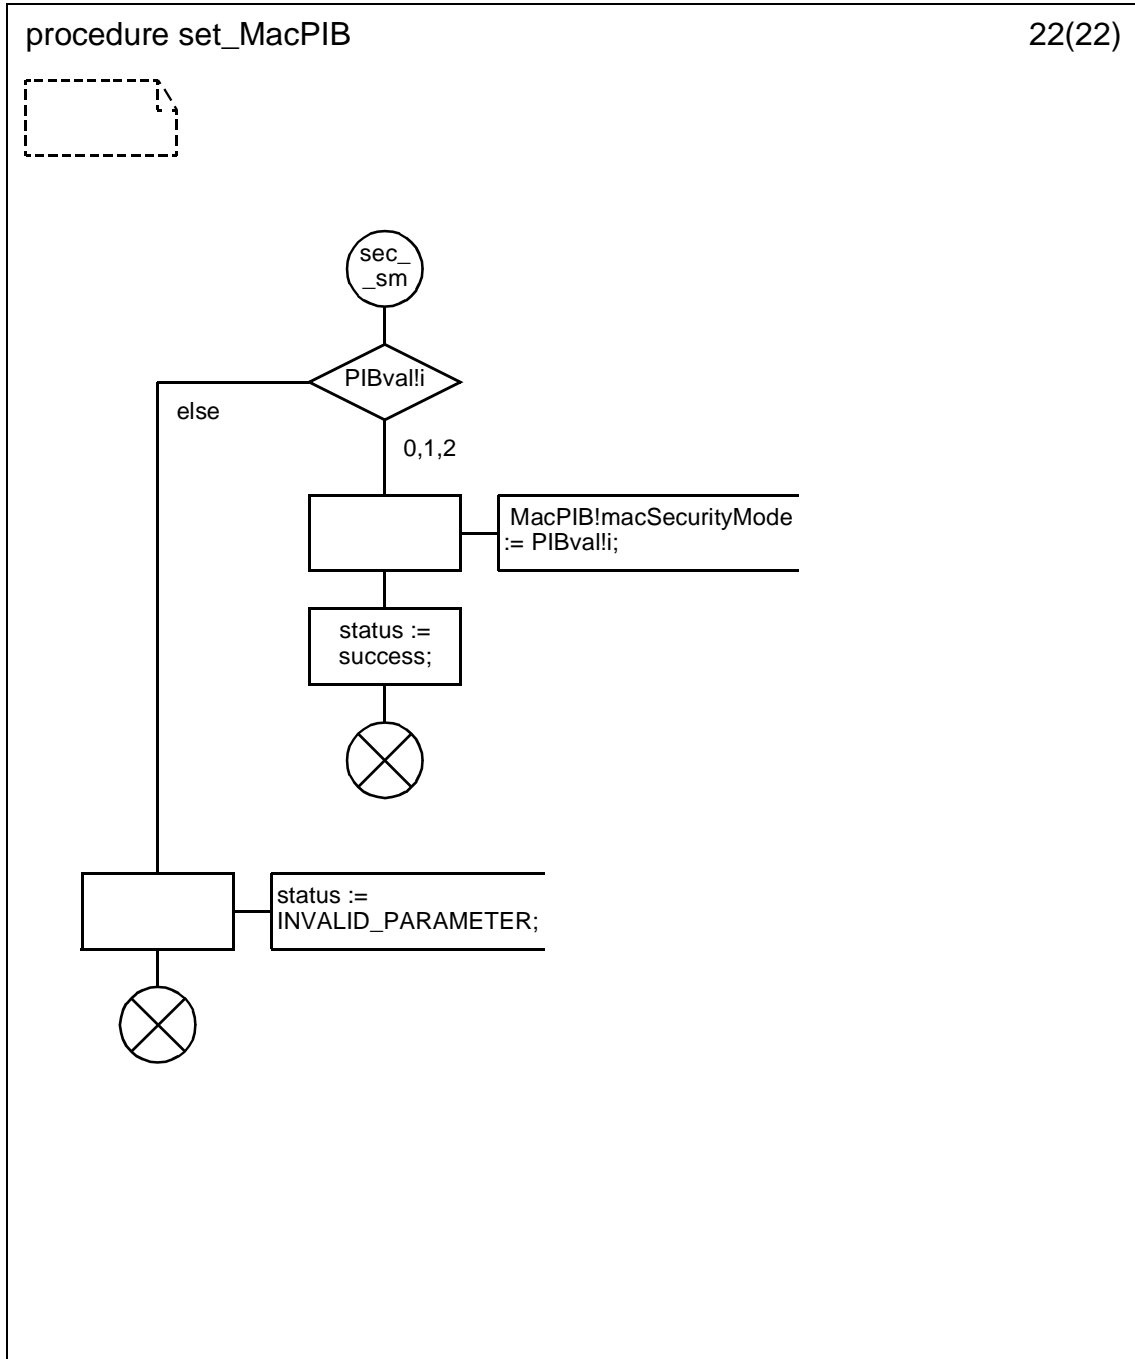 procedure set_MacPIB 22(22)
sec_
_sm
PIBval!i
else
0,1,2
MacPIB!macSecurityMode
:= PIBval!i;
status :=
success;
status :=
INVALID_PARAMETER;